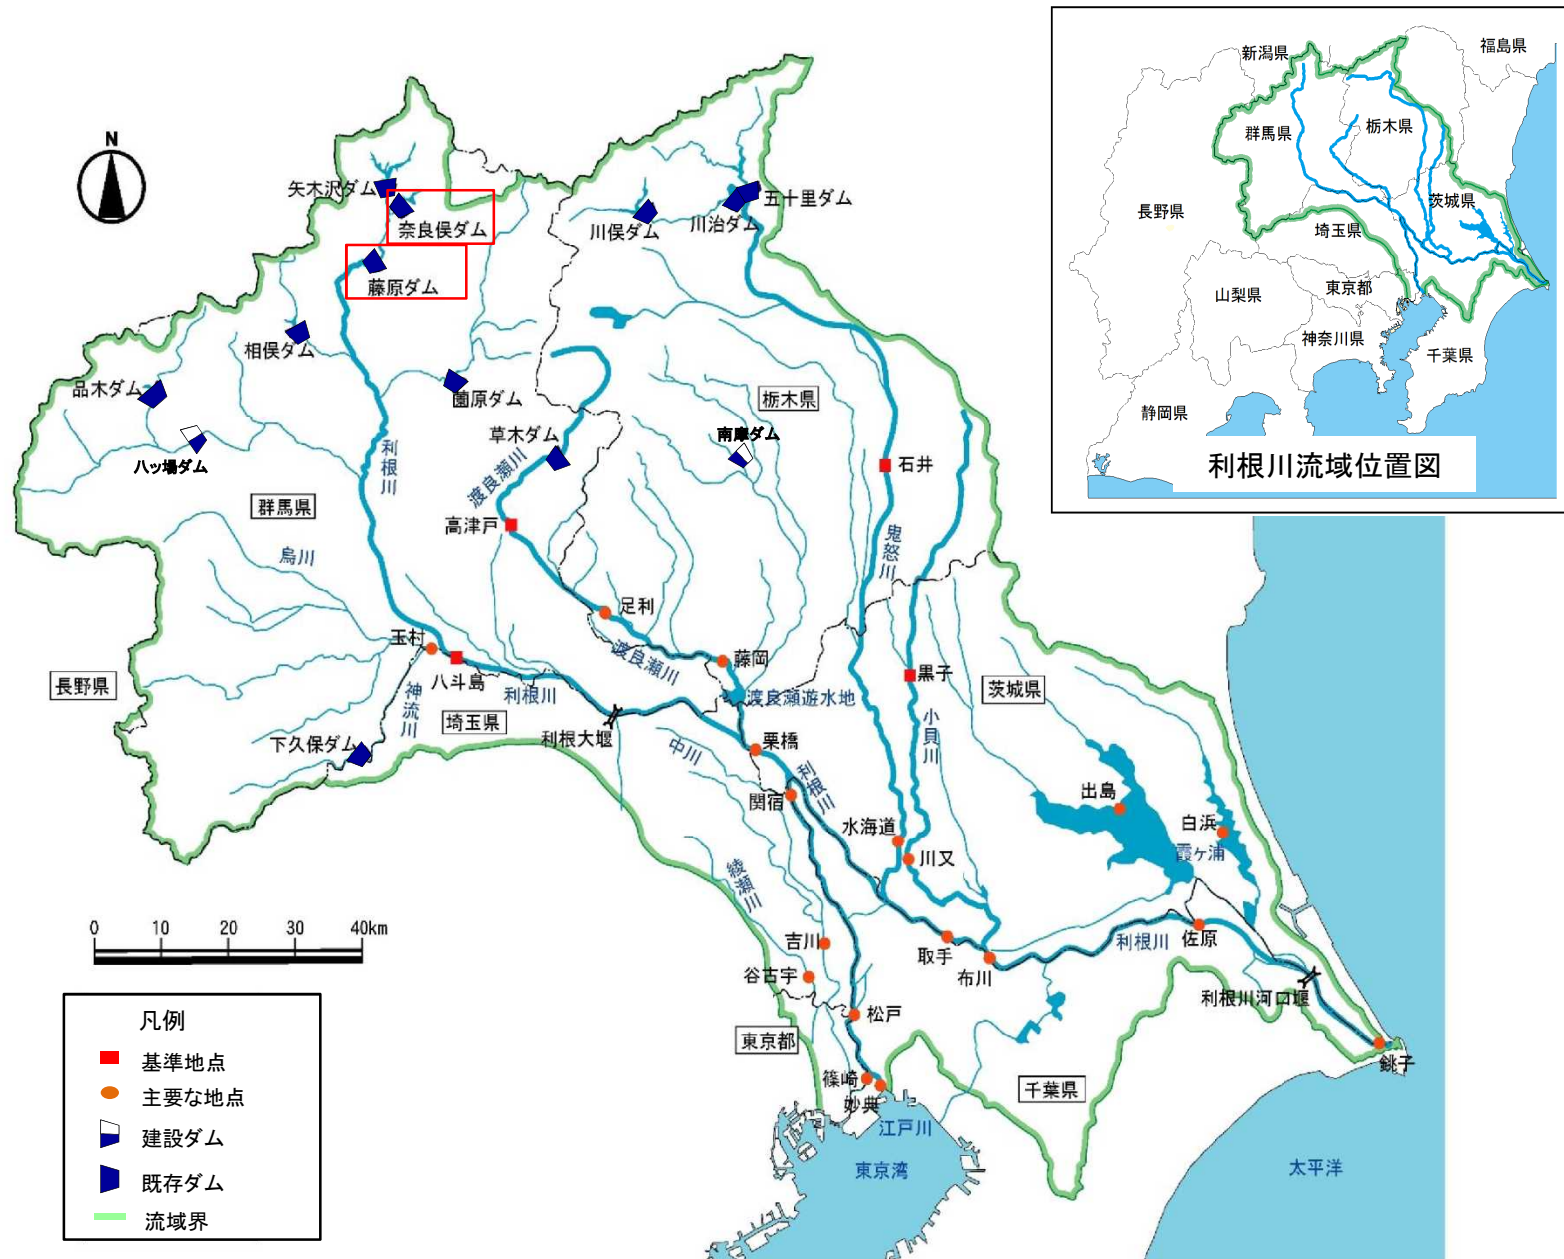 N
新潟県
福島県
群馬県
栃木県
長野県
茨城県
埼玉県
山梨県
東京都
神奈川県
千葉県
静岡県
利根川流域位置図
矢木沢ダム
奈良俣ダム
藤原ダム
川俣ダム
川治ダム
五十里ダム
相俣ダム
品木ダム
薗原ダム
栃木県
草木ダム
南摩ダム
八ッ場ダム
利根川
渡良瀬川
石井
群馬県
高津戸
鬼怒川
烏川
足利
玉村
渡良瀬川
藤岡
黒子
長野県
八斗島
利根川
渡良瀬遊水地
茨城県
神流川
埼玉県
小貝川
下久保ダム
利根大堰
中川
栗橋
利根川
関宿
出島
水海道
白浜
川又
霞ヶ浦
綾瀬川
0
10
20
30
40km
吉川
取手
利根川
佐原
谷古宇
布川
利根川河口堰
松戸
東京都
銚子
篠崎
妙典
千葉県
江戸川
東京湾
太平洋
凡例
基準地点
主要な地点
建設ダム
既存ダム
流域界